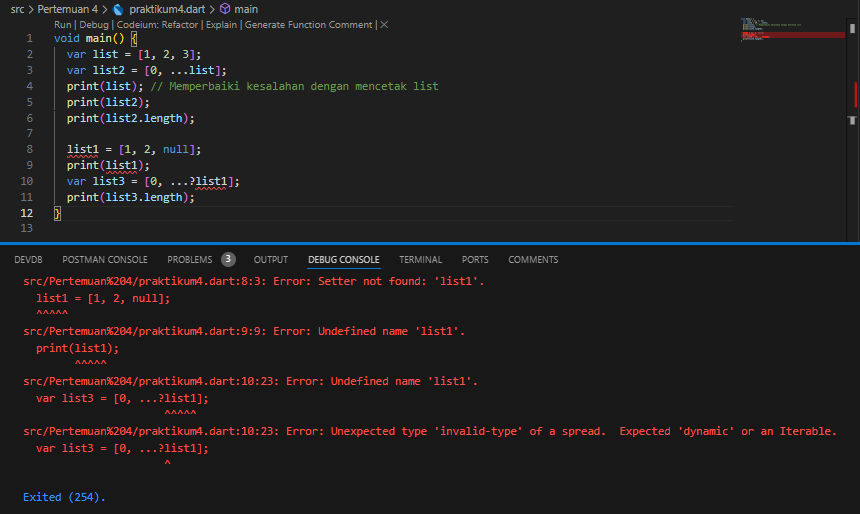 src > Pertemuan 4 > praktikum4.dart > main
Run | Debug | Codeium: Refactor | Explain | Generate Function Comment | ×
1 void main() {
2 var list = [1, 2, 3];
3 var list2 = [0, ...list];
4 print(list); // Memperbaiki kesalahan dengan mencetak list
5 print(list2);
6 print(list2.length);
7
8 list1 = [1, 2, null];
9 print(list1);
10 var list3 = [0, ...?list1];
11 print(list3.length);
12 }
13
DEVDB POSTMAN CONSOLE PROBLEMS 3 OUTPUT DEBUG CONSOLE TERMINAL PORTS COMMENTS
src/Pertemuan%204/praktikum4.dart:8:3: Error: Setter not found: 'list1'.
list1 = [1, 2, null];
^^^^^
src/Pertemuan%204/praktikum4.dart:9:9: Error: Undefined name 'list1'.
print(list1);
^^^^^
src/Pertemuan%204/praktikum4.dart:10:23: Error: Undefined name 'list1'.
var list3 = [0, ...?list1];
^^^^^
src/Pertemuan%204/praktikum4.dart:10:23: Error: Unexpected type 'invalid-type' of a spread.  Expected 'dynamic' or an Iterable.
var list3 = [0, ...?list1];
^
Exited (254).